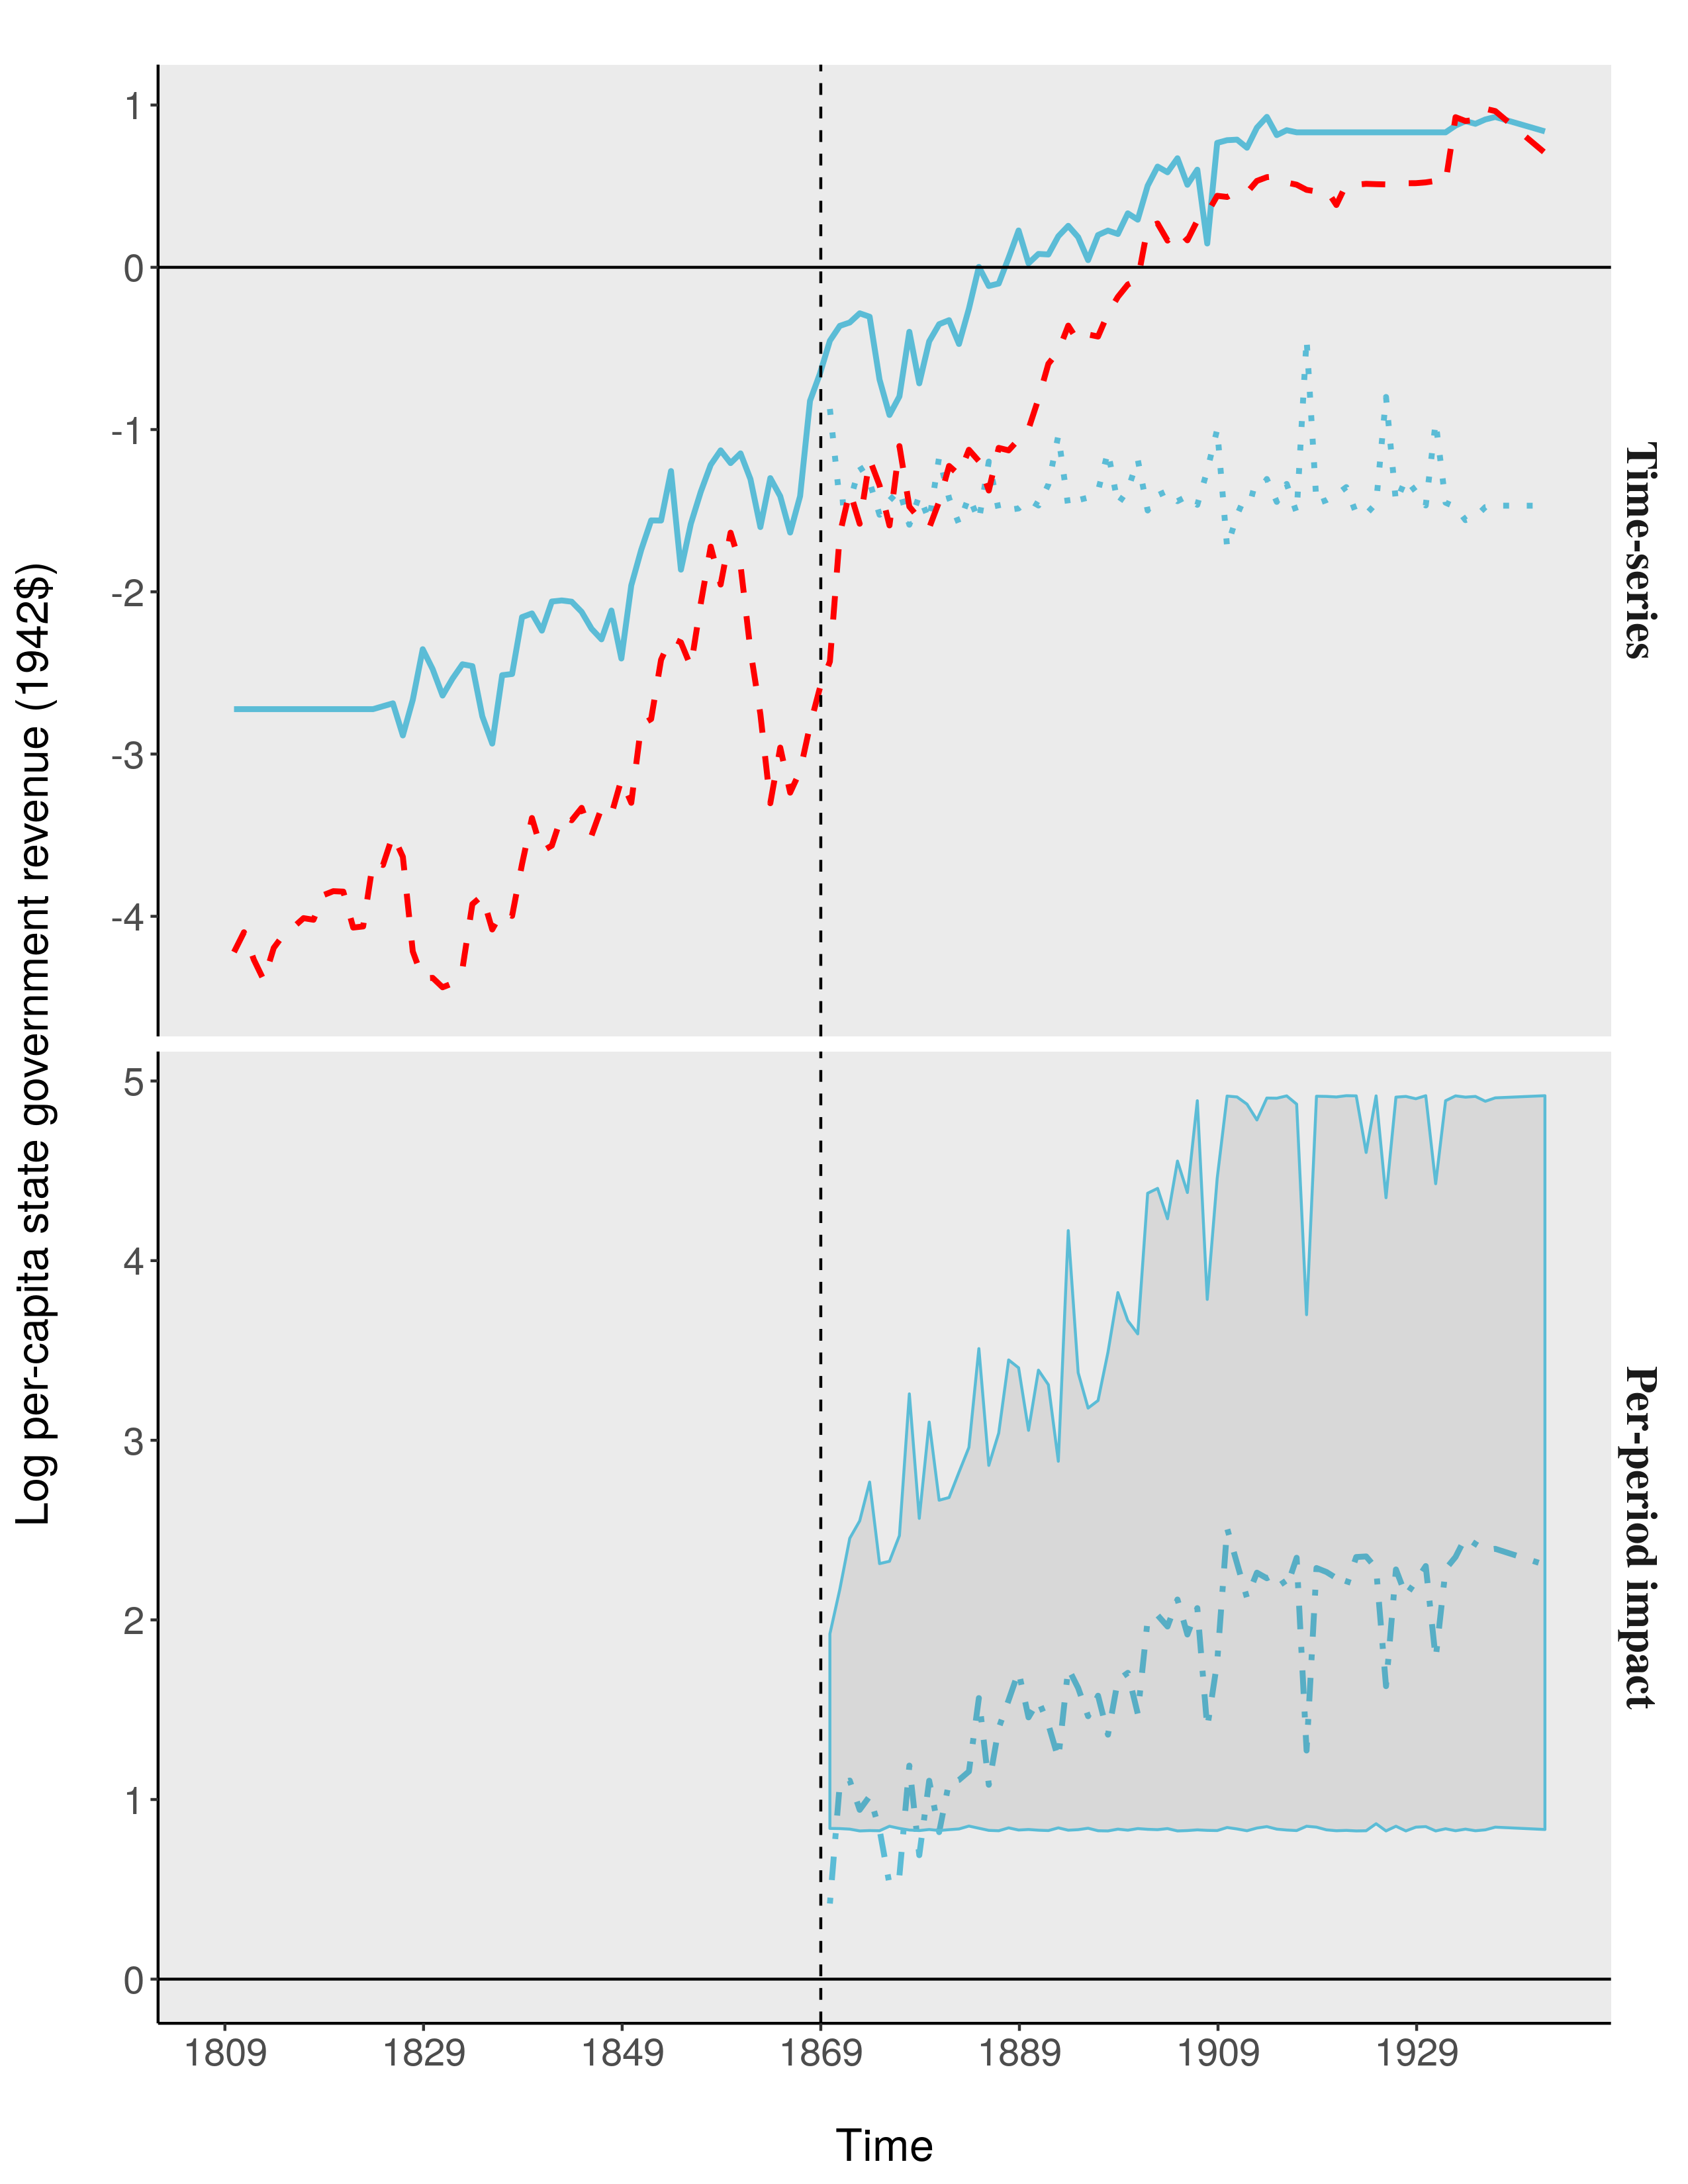 Log per-capita state government revenue (1942$)
1
0
-1
-2
-3
-4
Time-series
5
4
3
2
1
0
Per-period impact
1809 1829 1849 1869 1889 1909 1929
Time